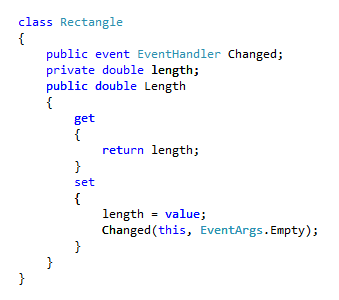 class Rectangle
{
    public event EventHandler Changed;
    private double length;
    public double Length
    {
        get
        {
            return length;
        }
        set
        {
            length = value;
            Changed(this, EventArgs.Empty);
        }
    }
}